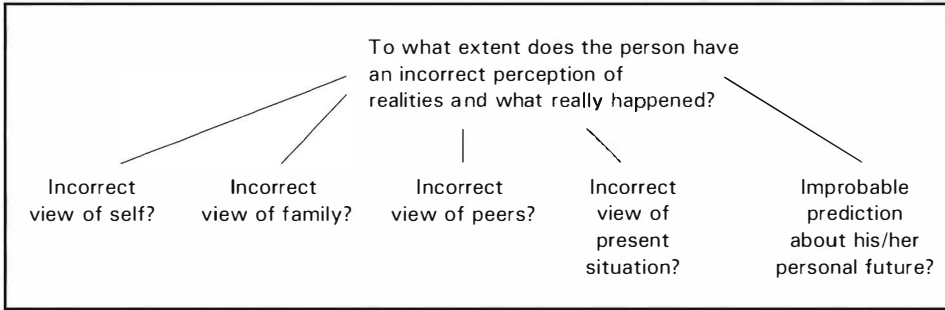 To what extent does the person have
an incorrect perception of
realities and what really happened?
Incorrect
view of self?
Incorrect
view of family?
Incorrect
view of peers?
Incorrect
view of
present
situation?
Improbable
prediction
about his/her
personal future?